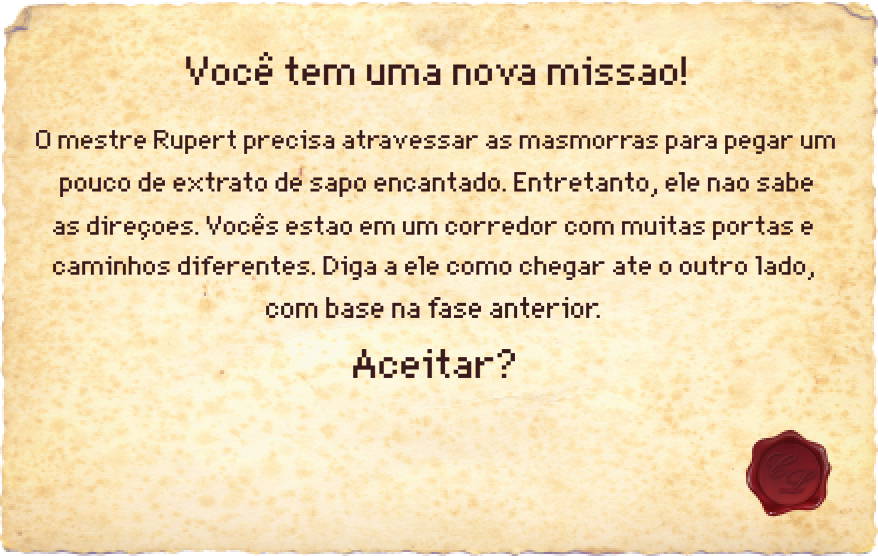 Você tem uma nova missao!
O mestre Rupert precisa atravessar as masmorras para pegar um
pouco de extrato de sapo encantado. Entretanto, ele nao sabe
as direçoes. Vocês estao em um corredor com muitas portas e
caminhos diferentes. Diga a ele como chegar ate o outro lado,
com base na fase anterior.
Aceitar?